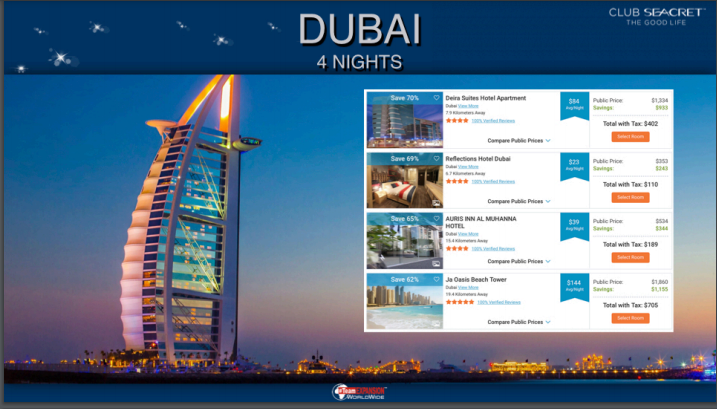 CLUB SEACRET
THE GOOD LIFE
DUBAI
4 NIGHTS
Save 70%
Deira Suites Hotel Apartment
Dubai View More
7.9 Kilometers Away
100% Verified Reviews
Compare Public Prices
$84
Avg/Night
Public Price: $1,334
Savings: $933
Total with Tax: $402
Select Room
Save 69%
Reflections Hotel Dubai
Dubai View More
6.7 Kilometers Away
100% Verified Reviews
Compare Public Prices
$23
Avg/Night
Public Price: $353
Savings: $243
Total with Tax: $110
Select Room
Save 65%
AURIS INN AL MUHANNA
HOTEL
Dubai View More
19.4 Kilometers Away
100% Verified Reviews
Compare Public Prices
$39
Avg/Night
Public Price: $534
Savings: $344
Total with Tax: $189
Select Room
Save 62%
Ja Oasis Beach Tower
Dubai View More
19.4 Kilometers Away
100% Verified Reviews
Compare Public Prices
$144
Avg/Night
Public Price: $1,860
Savings: $1,155
Total with Tax: $705
Select Room
TeamEXPANSION
WORLDWIDE